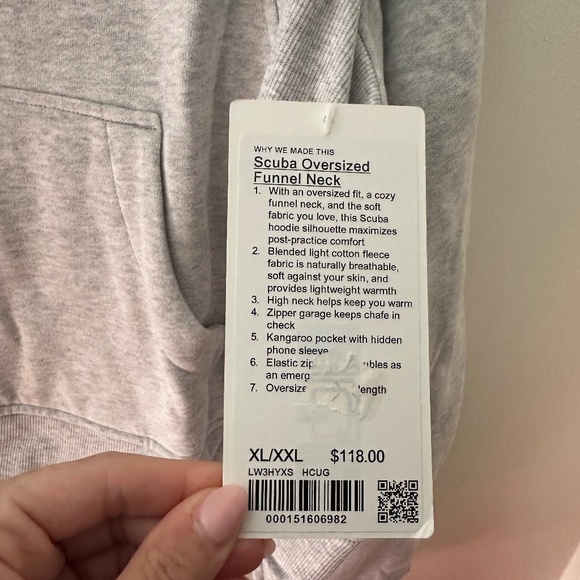 WHY WE MADE THIS
Scuba Oversized
Funnel Neck
1. With an oversized fit, a cozy
funnel neck, and the soft
fabric you love, this Scuba
hoodie silhouette maximizes
post-practice comfort
2. Blended light cotton fleece
fabric is naturally breathable,
soft against your skin, and
provides lightweight warmth
3. High neck helps keep you warm
4. Zipper garage keeps chafe in
check
5. Kangaroo pocket with hidden
phone sleeve
6. Elastic as
an
7. length
XL/XXL $118.00
LW3HYXS HCUG
000151606982